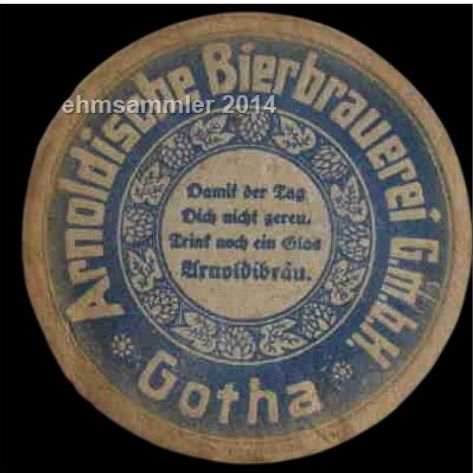 ehmsammler 2014
Arnoldische Bierbrauerei G.m.b.H.
Damit der Tag
Dich nicht gereu,
Trink noch ein Glas
Arnoldibräu.
Gotha